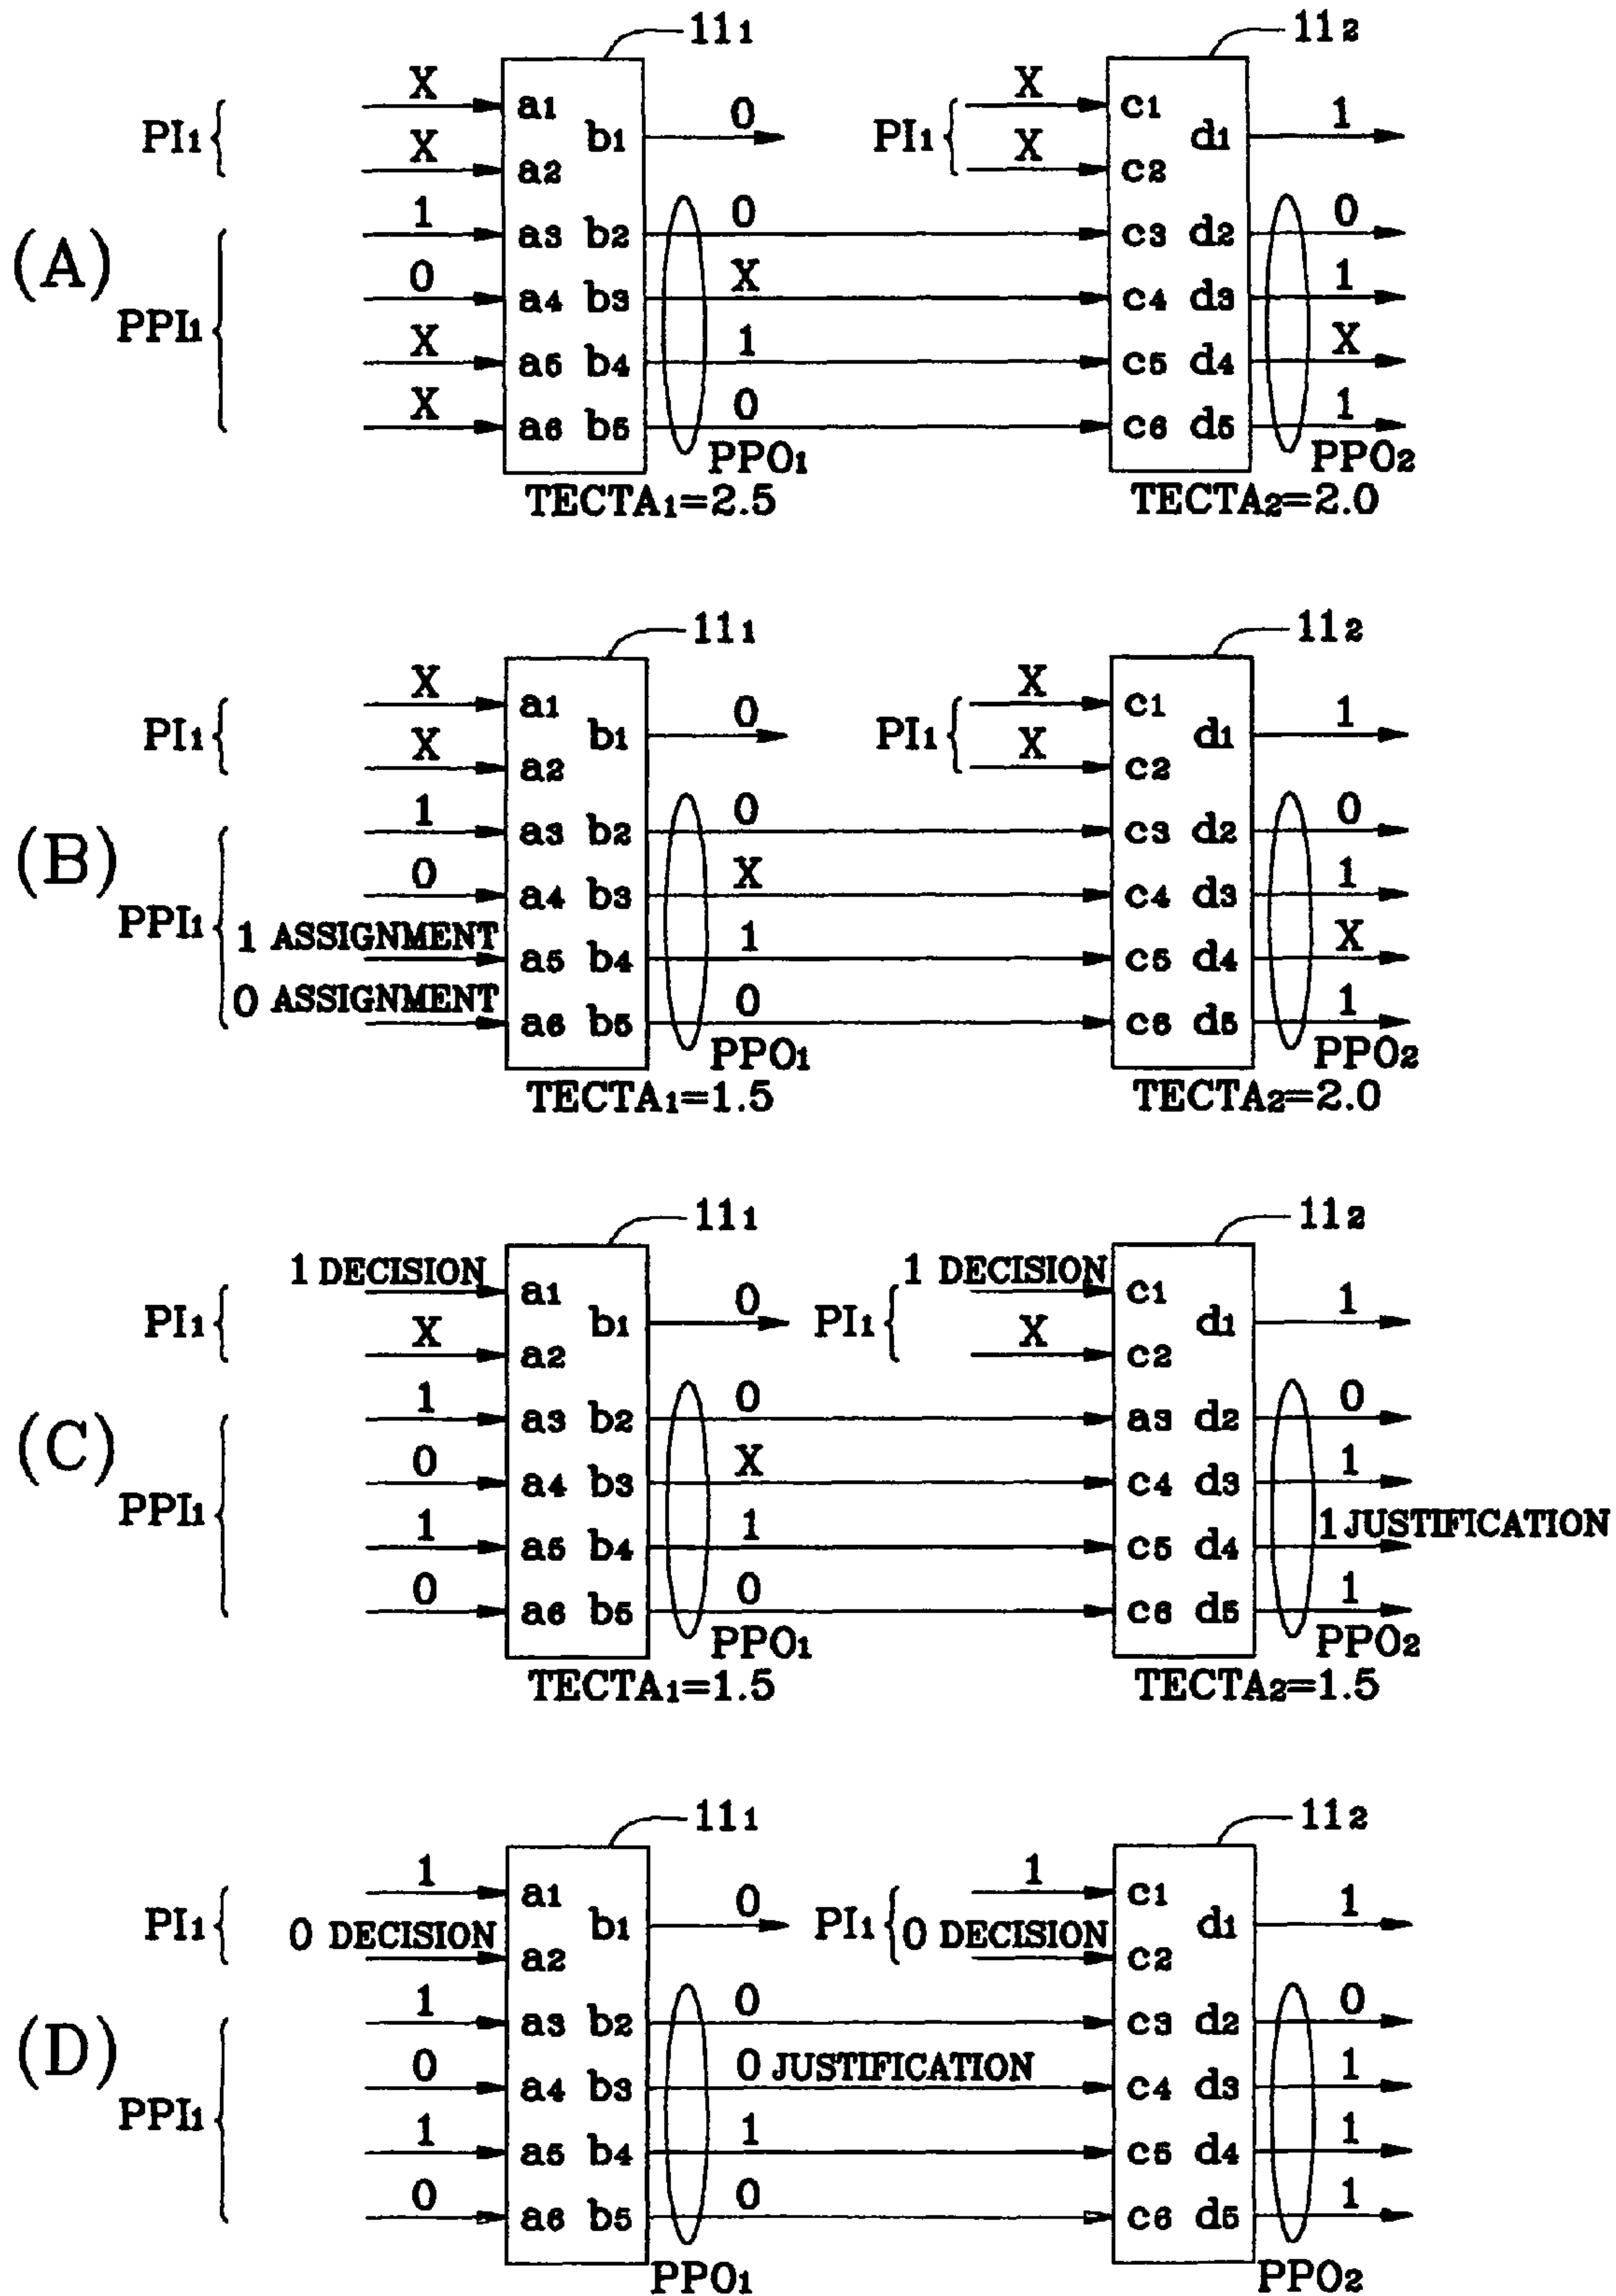 11₁ 11₂
X X
a1 c1
PI1 0 PI1 1
X b1 X d1
a2 c2
1 0 0
a3 b2 c3 d2
(A)
0 X 1
a4 b3 c4 d3
PPI1
X 1 X
a5 b4 c5 d4
X 0 1
a6 b5 c6 d5
PPO1 PPO2
TECTA1=2.5 TECTA2=2.0
11₁ 11₂
X X
a1 c1
PI1 0 PI1 1
X b1 X d1
a2 c2
1 0 0
a3 b2 c3 d2
(B)
0 X 1
a4 b3 c4 d3
PPI1
1 ASSIGNMENT 1 X
a5 b4 c5 d4
0 ASSIGNMENT 0 1
a6 b5 c6 d5
PPO1 PPO2
TECTA1=1.5 TECTA2=2.0
11₁ 11₂
1 DECISION 1 DECISION
a1 c1
PI1 0 PI1 1
X b1 X d1
a2 c2
1 0 0
a3 b2 a3 d2
(C)
0 X 1
a4 b3 c4 d3
PPI1
1 1 1 JUSTIFICATION
a5 b4 c5 d4
0 0 1
a6 b5 c6 d5
PPO1 PPO2
TECTA1=1.5 TECTA2=1.5
11₁ 11₂
1 1
a1 c1
PI1 0 PI1 1
0 DECISION b1 0 DECISION d1
a2 c2
1 0 0
a3 b2 c3 d2
(D)
0 0 JUSTIFICATION 1
a4 b3 c4 d3
PPI1
1 1 1
a5 b4 c5 d4
0 0 1
a6 b5 c6 d5
PPO1 PPO2